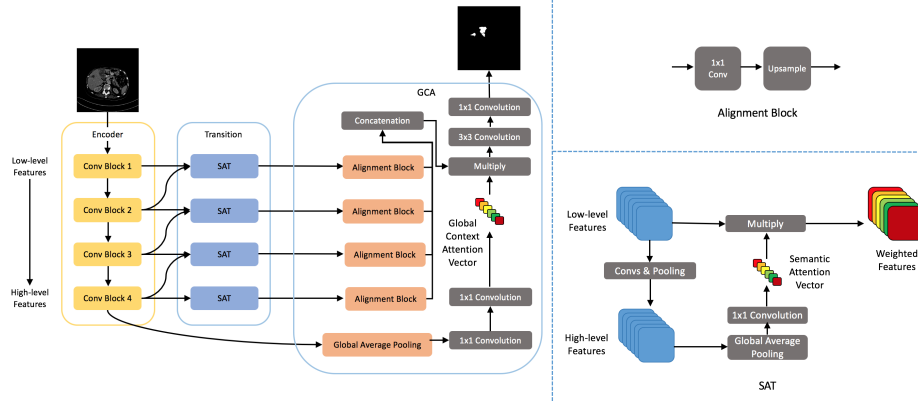 Encoder
Transition
GCA
Low-level
Features
High-level
Features
Conv Block 1
Conv Block 2
Conv Block 3
Conv Block 4
SAT
SAT
SAT
SAT
Concatenation
Alignment Block
Alignment Block
Alignment Block
Alignment Block
Global Average Pooling
1x1 Convolution
3x3 Convolution
Multiply
Global
Context
Attention
Vector
1x1 Convolution
1x1 Convolution
1x1
Conv
Upsample
Alignment Block
Low-level
Features
Multiply
Weighted
Features
Convs & Pooling
Semantic
Attention
Vector
1x1 Convolution
High-level
Features
Global Average
Pooling
SAT